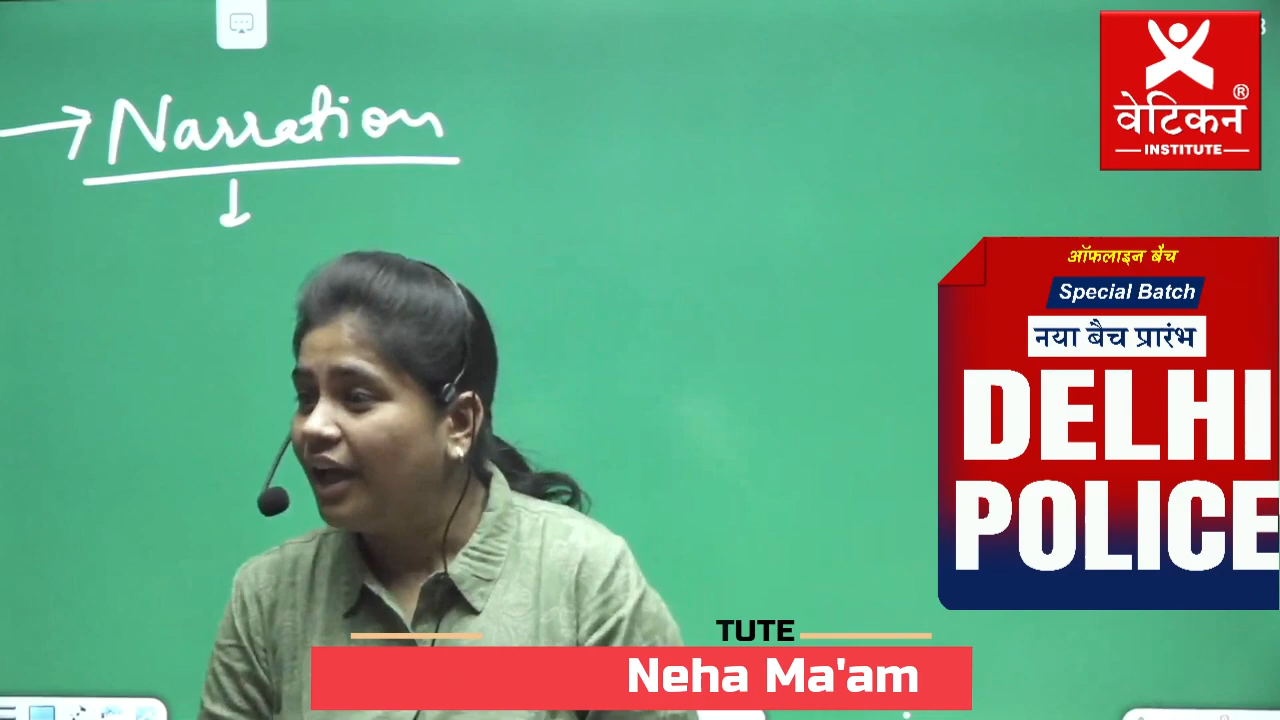 Narration
वेटिकन
INSTITUTE
ऑफलाइन बैच
Special Batch
नया बैच प्रारंभ
DELHI
POLICE
TUTE
Neha Ma'am